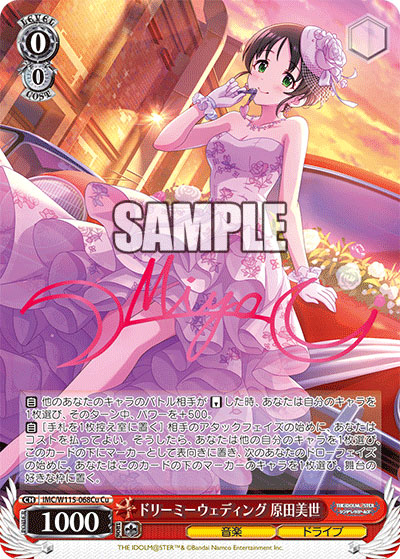 LEVEL
0
0
COST
SAMPLE
Miyo
自 他のあなたのキャラのバトル相手が した時、あなたは自分のキャラを
1枚選び、そのターン中、パワーを+500。
自 [手札を1枚控え室に置く] 相手のアタックフェイズの始めに、あなたは
コストを払ってよい。そうしたら、あなたは他の自分のキャラを1枚選び、
このカードの下にマーカーとして表向きに置き、次のあなたのドローフェイズの
始めに、あなたはこのカードの下のマーカーのキャラを1枚選び、舞台の
好きな枠に置く。
CH IMC/W115-068CuCu
ドリーミーウェディング 原田美世
1000
音楽
ドライブ
THE IDOLM@STER™ & ©Bandai Namco Entertainment Inc.